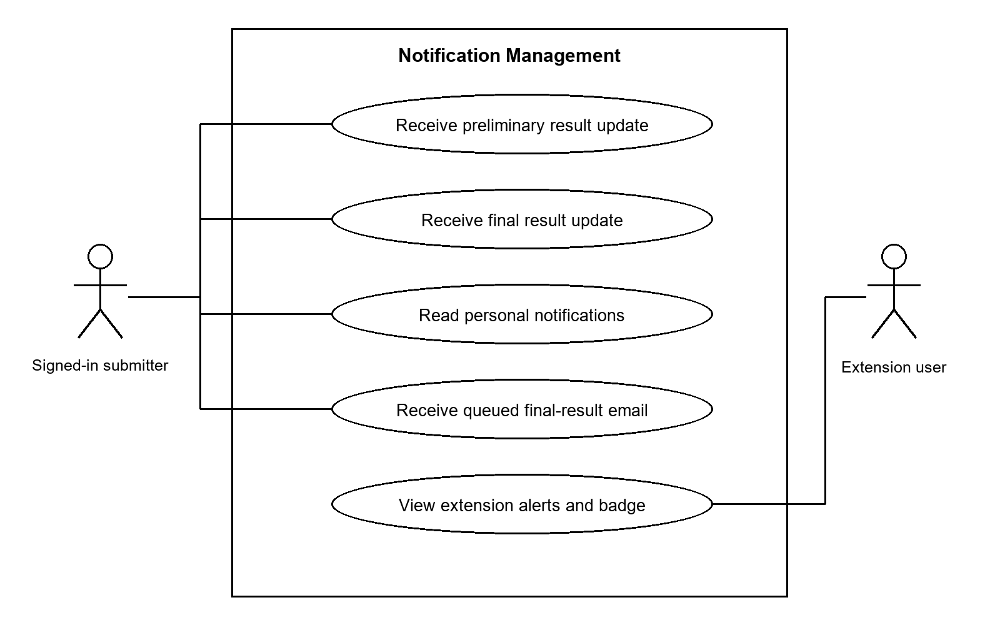 Notification Management
Receive preliminary result update
Receive final result update
Read personal notifications
Receive queued final-result email
View extension alerts and badge
Signed-in submitter
Extension user